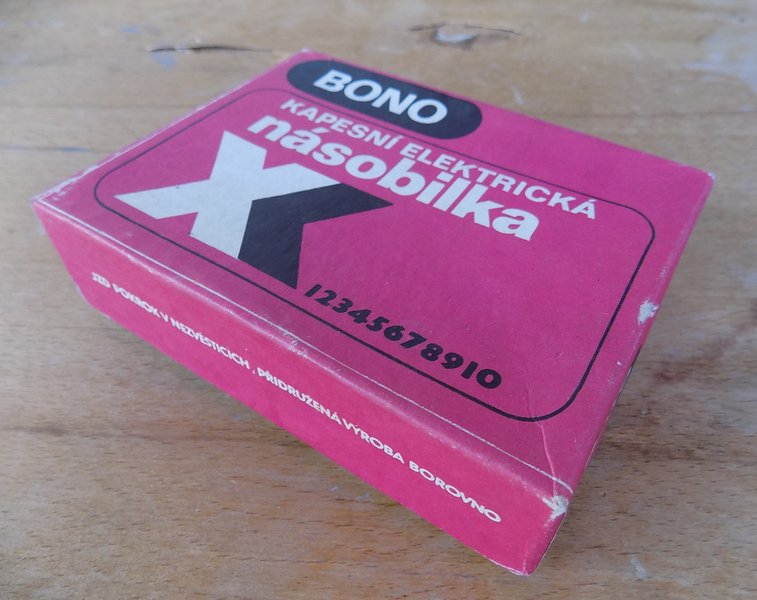 BONO
KAPESNÍ ELEKTRICKÁ
násobilka
X
12345678910
JZD POKROK V NEZVĚSTICÍCH, PŘIDRUŽENÁ VÝROBA BOROVNO